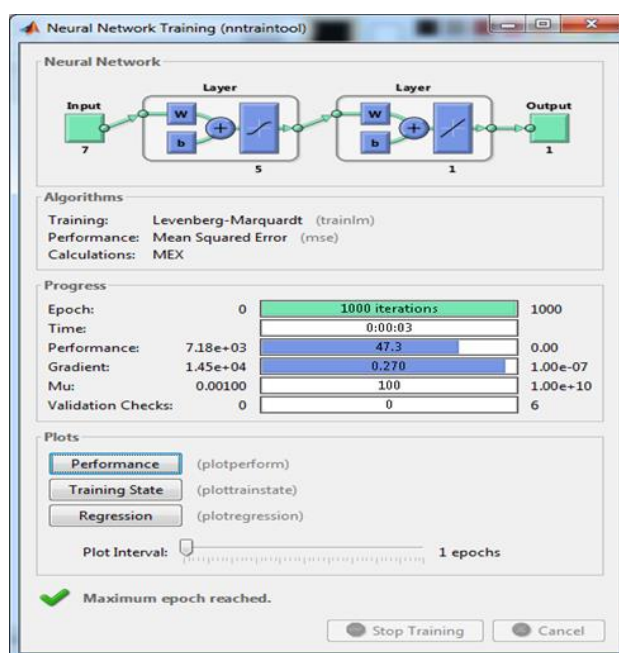 Neural Network Training (nntraintool)
Neural Network
Layer Layer
Input Output
W W
b b
7 1
5 1
Algorithms
Training: Levenberg-Marquardt (trainlm)
Performance: Mean Squared Error (mse)
Calculations: MEX
Progress
Epoch: 0 1000 iterations 1000
Time: 0:00:03
Performance: 7.18e+03 47.3 0.00
Gradient: 1.45e+04 0.270 1.00e-07
Mu: 0.00100 100 1.00e+10
Validation Checks: 0 0 6
Plots
Performance (plotperform)
Training State (plottrainstate)
Regression (plotregression)
Plot Interval: 1 epochs
Maximum epoch reached.
Stop Training Cancel